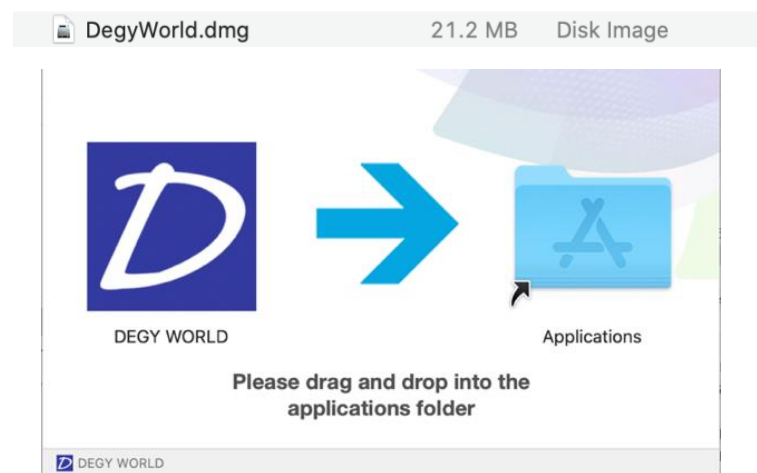 DegyWorld.dmg 21.2 MB Disk Image
D
DEGY WORLD Applications
Please drag and drop into the
applications folder
D DEGY WORLD